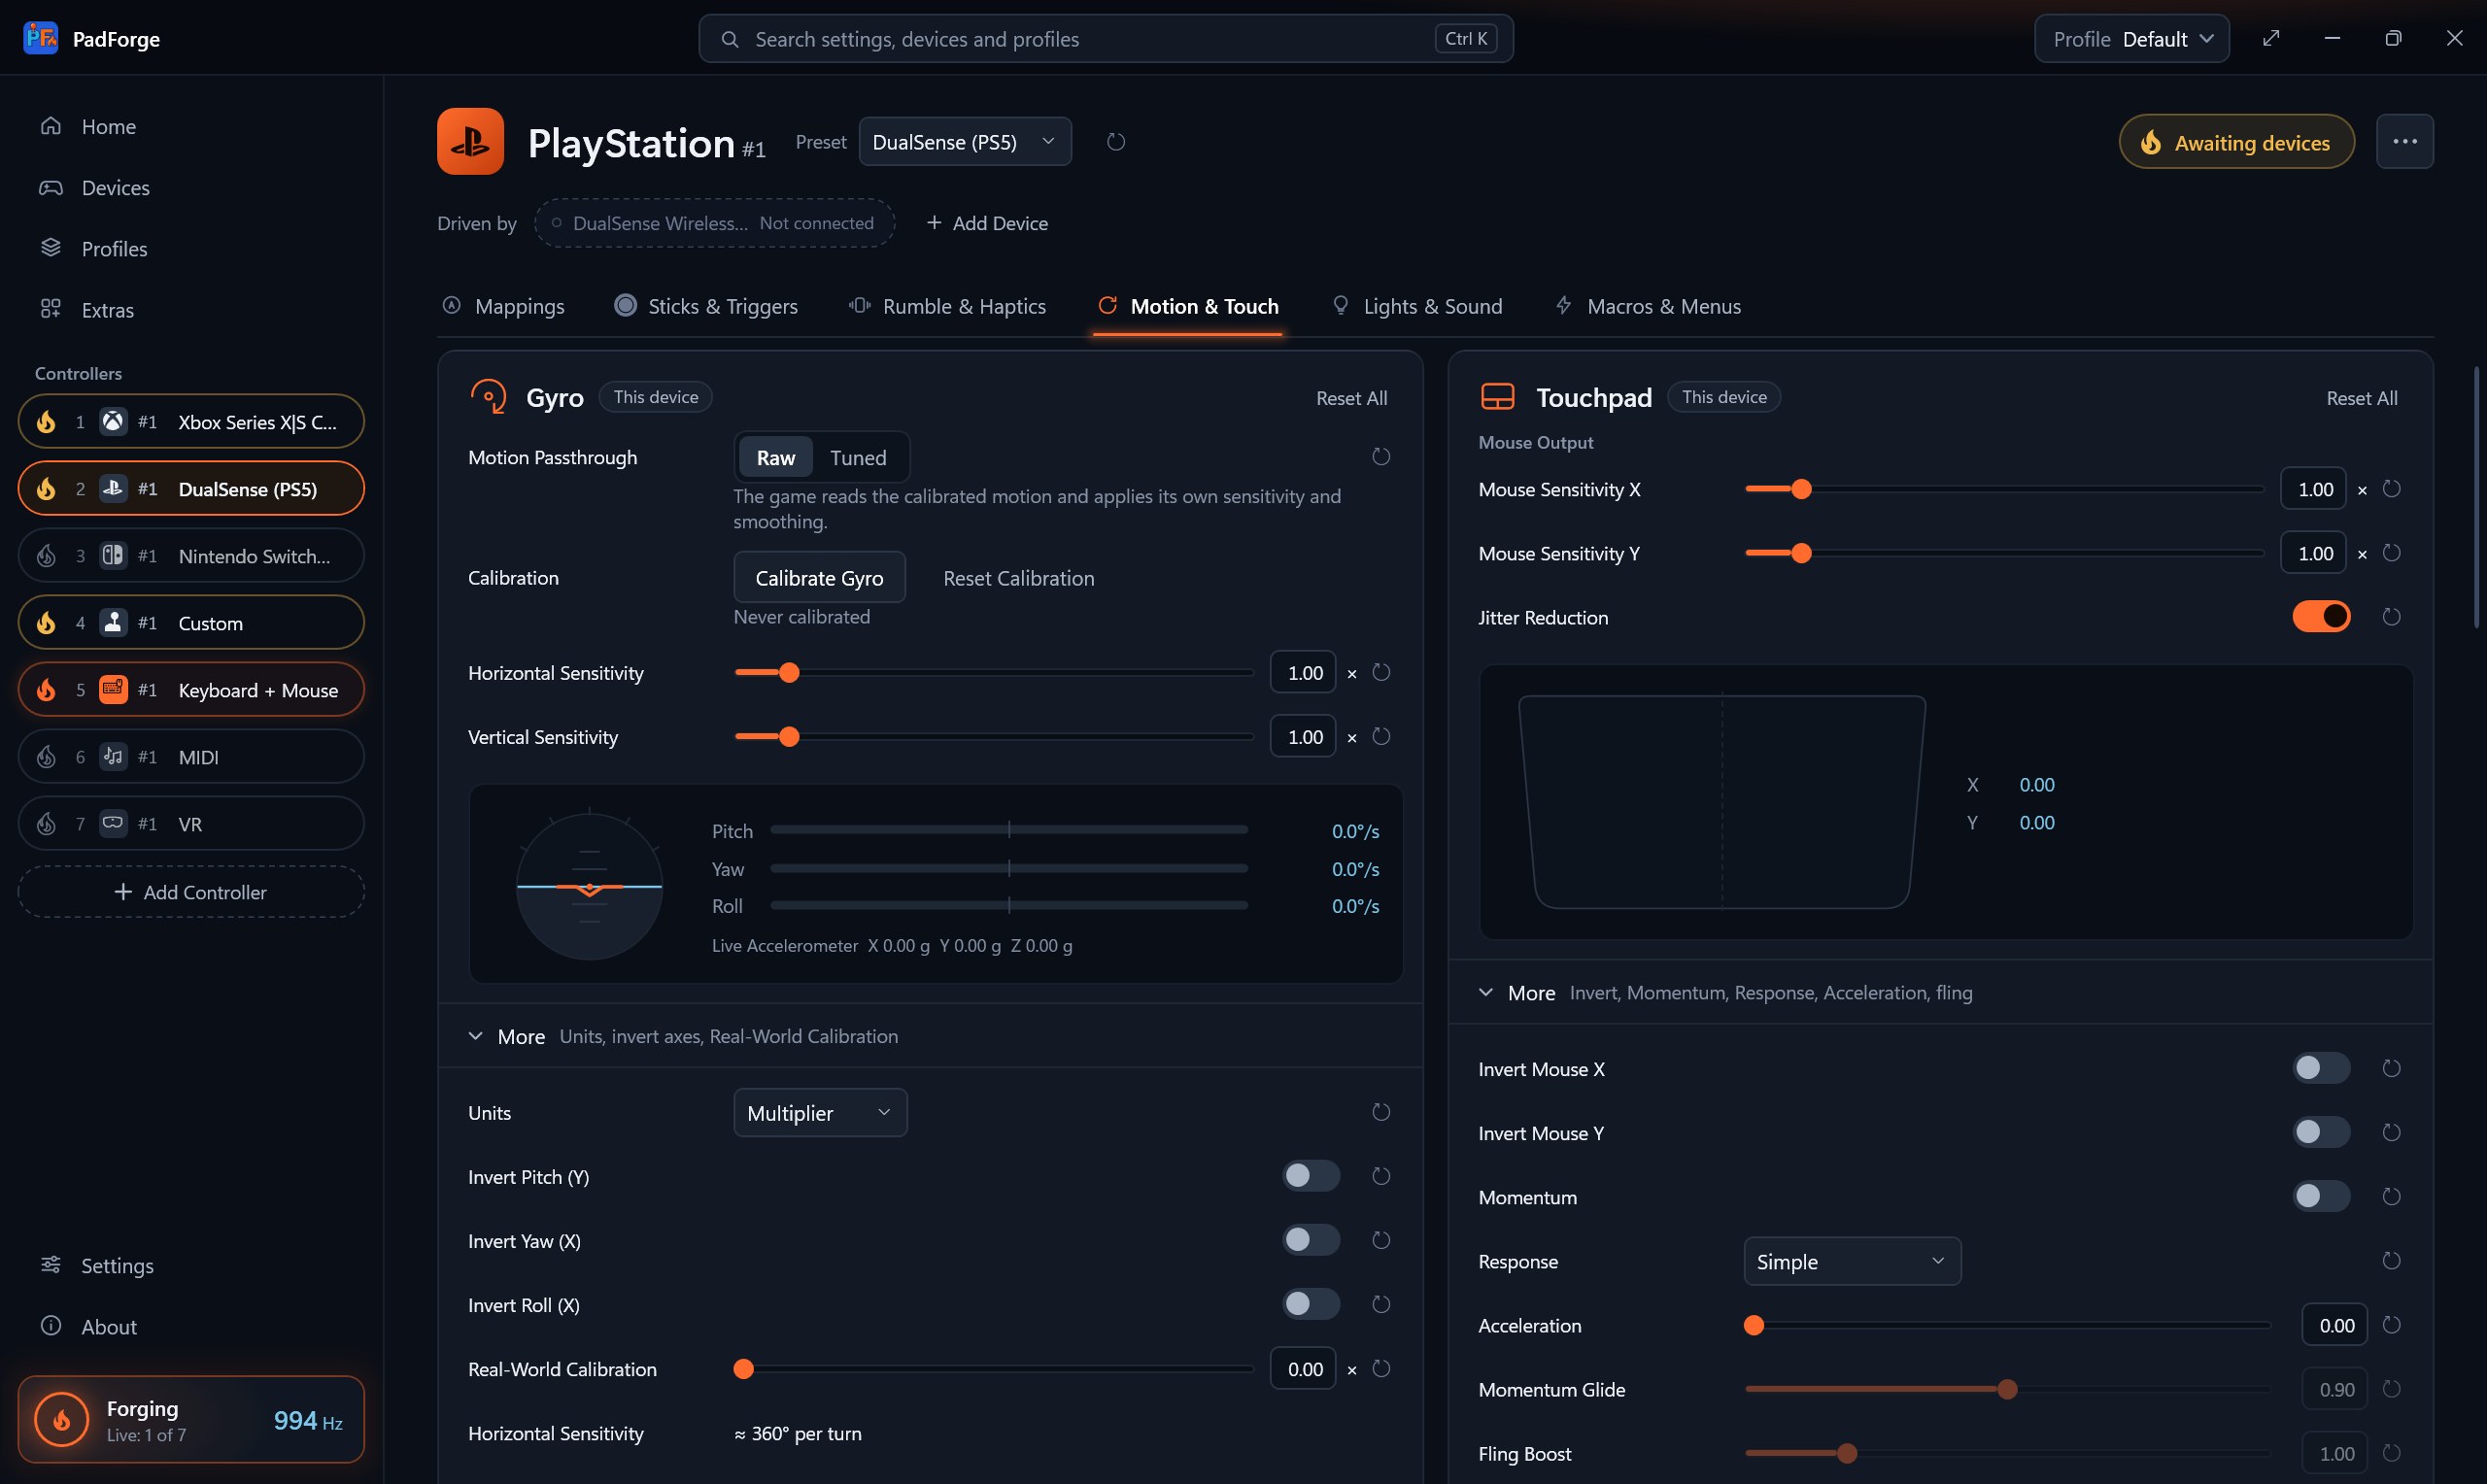 PadForge
Search settings, devices and profiles
Ctrl K
Profile Default
Home
Devices
Profiles
Extras
Controllers
1 #1 Xbox Series X|S C...
2 #1 DualSense (PS5)
3 #1 Nintendo Switch...
4 #1 Custom
5 #1 Keyboard + Mouse
6 #1 MIDI
7 #1 VR
Add Controller
Settings
About
Forging
Live: 1 of 7
994 Hz
PlayStation #1
Preset DualSense (PS5)
Awaiting devices
Driven by DualSense Wireless... Not connected + Add Device
Mappings Sticks & Triggers Rumble & Haptics Motion & Touch Lights & Sound Macros & Menus
Gyro This device Reset All
Motion Passthrough Raw Tuned
The game reads the calibrated motion and applies its own sensitivity and
smoothing.
Calibration Calibrate Gyro Reset Calibration
Never calibrated
Horizontal Sensitivity 1.00 ×
Vertical Sensitivity 1.00 ×
Pitch 0.0°/s
Yaw 0.0°/s
Roll 0.0°/s
Live Accelerometer X 0.00 g Y 0.00 g Z 0.00 g
More Units, invert axes, Real-World Calibration
Units Multiplier
Invert Pitch (Y)
Invert Yaw (X)
Invert Roll (X)
Real-World Calibration 0.00 ×
Horizontal Sensitivity ≈ 360° per turn
Touchpad This device Reset All
Mouse Output
Mouse Sensitivity X 1.00 ×
Mouse Sensitivity Y 1.00 ×
Jitter Reduction
X 0.00
Y 0.00
More Invert, Momentum, Response, Acceleration, fling
Invert Mouse X
Invert Mouse Y
Momentum
Response Simple
Acceleration 0.00
Momentum Glide 0.90
Fling Boost 1.00